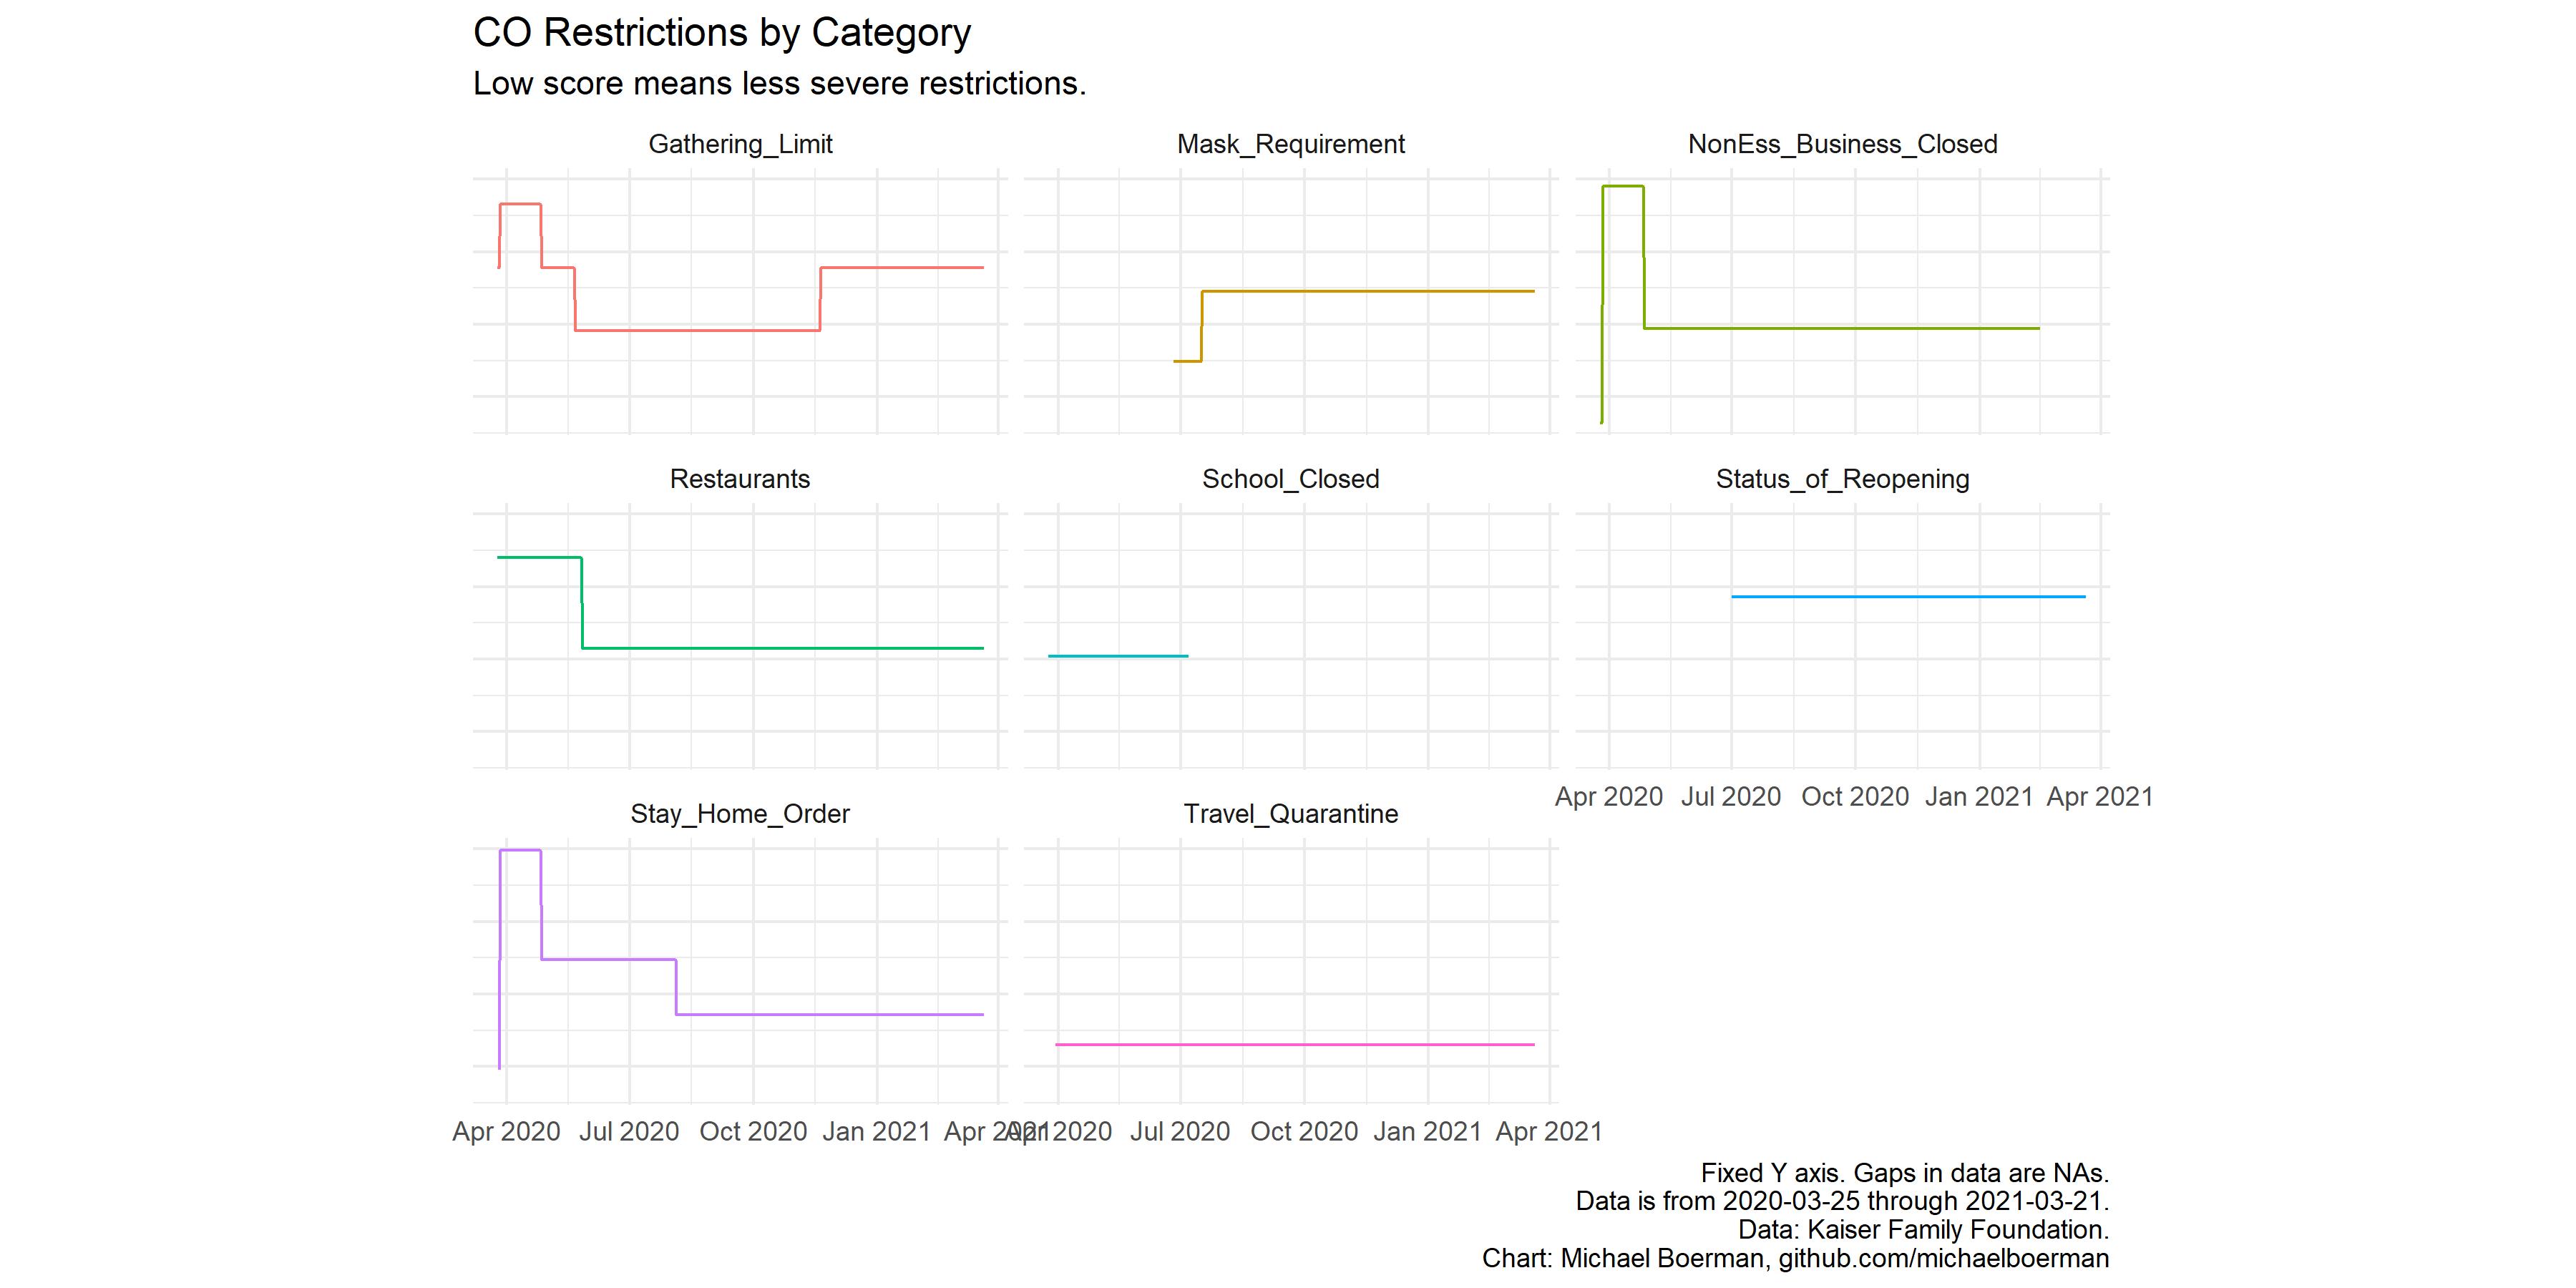 CO Restrictions by Category
Low score means less severe restrictions.
Gathering_Limit
Mask_Requirement
NonEss_Business_Closed
Restaurants
School_Closed
Status_of_Reopening
Apr 2020 Jul 2020 Oct 2020 Jan 2021 Apr 2021
Stay_Home_Order
Travel_Quarantine
Apr 2020 Jul 2020 Oct 2020 Jan 2021 Apr 2021
Apr 2020 Jul 2020 Oct 2020 Jan 2021 Apr 2021
Fixed Y axis. Gaps in data are NAs.
Data is from 2020-03-25 through 2021-03-21.
Data: Kaiser Family Foundation.
Chart: Michael Boerman, github.com/michaelboerman